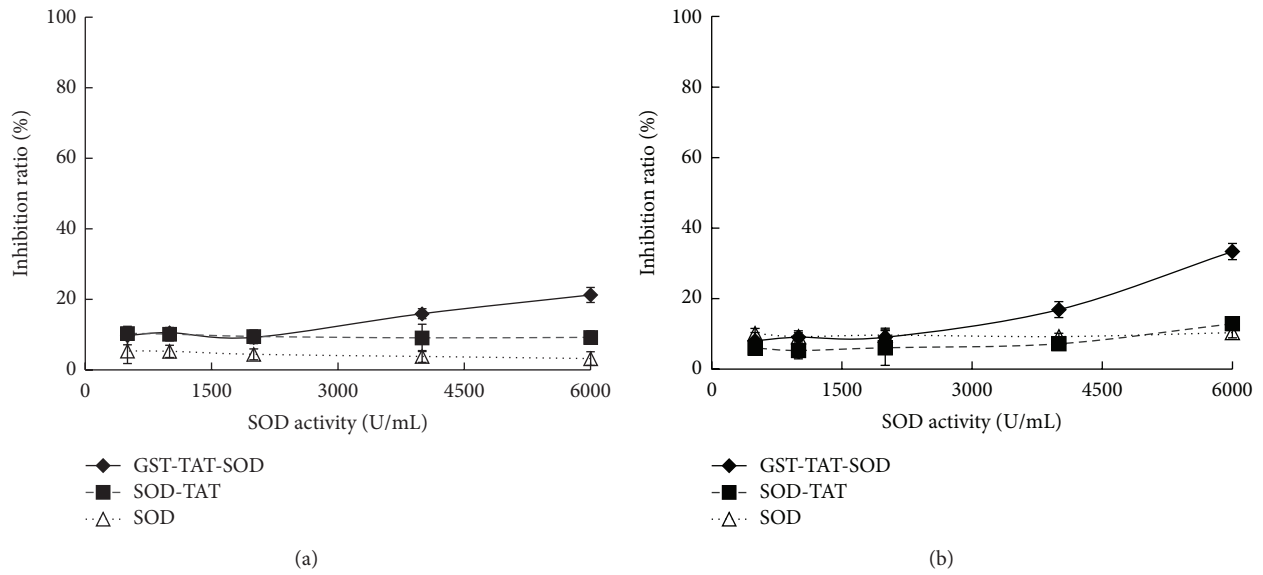 100
80
60
40
20
0
Inhibition ratio (%)
0 1500 3000 4500 6000
SOD activity (U/mL)
GST-TAT-SOD
SOD-TAT
SOD
(a)
100
80
60
40
20
0
Inhibition ratio (%)
0 1500 3000 4500 6000
SOD activity (U/mL)
GST-TAT-SOD
SOD-TAT
SOD
(b)